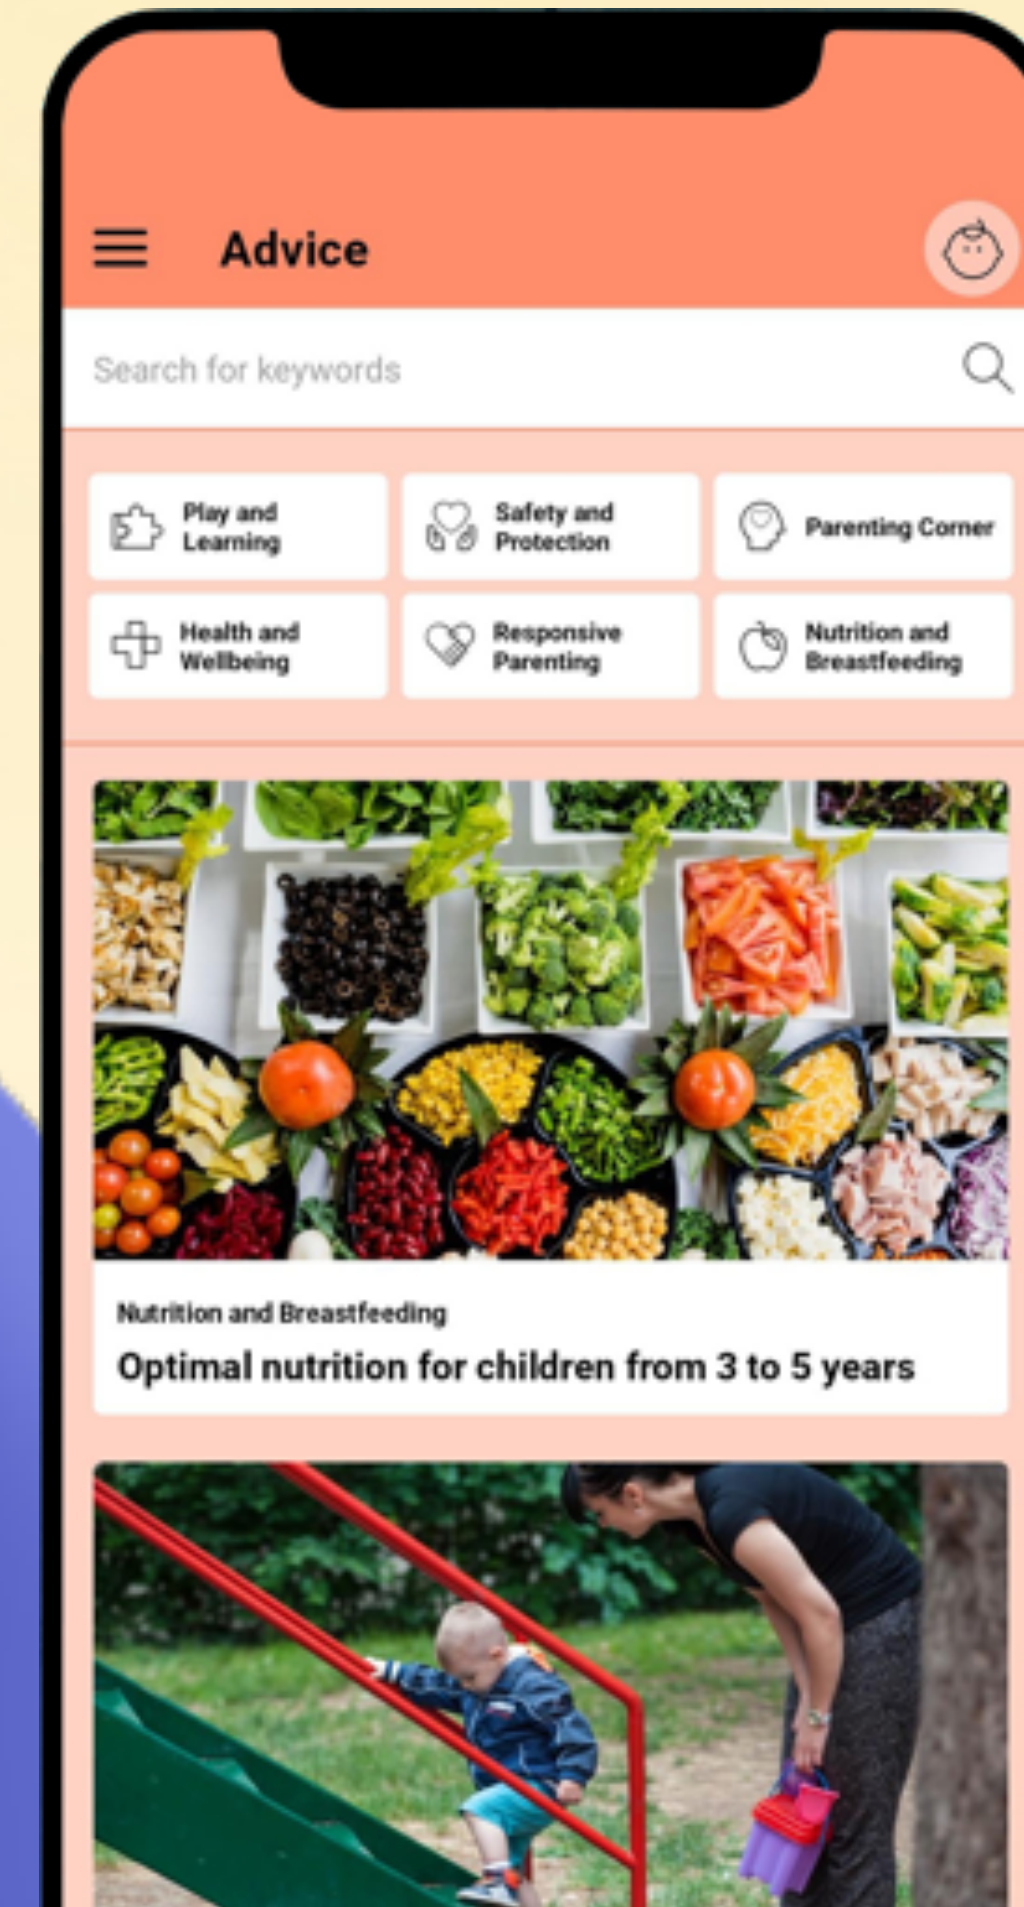 Advice
Search for keywords
Play and
Learning
Safety and
Protection
Parenting Corner
Health and
Wellbeing
Responsive
Parenting
Nutrition and
Breastfeeding
Nutrition and Breastfeeding
Optimal nutrition for children from 3 to 5 years